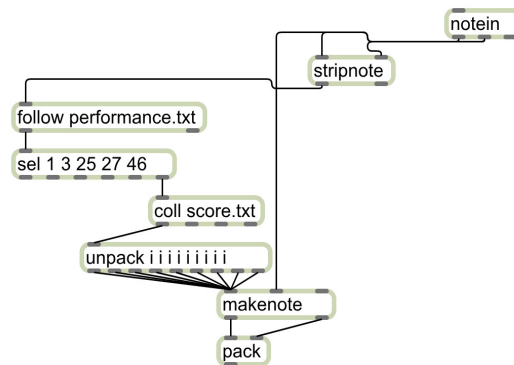 notein
stripnote
follow performance.txt
sel 1 3 25 27 46
coll score.txt
unpack i i i i i i i i i
makenote
pack